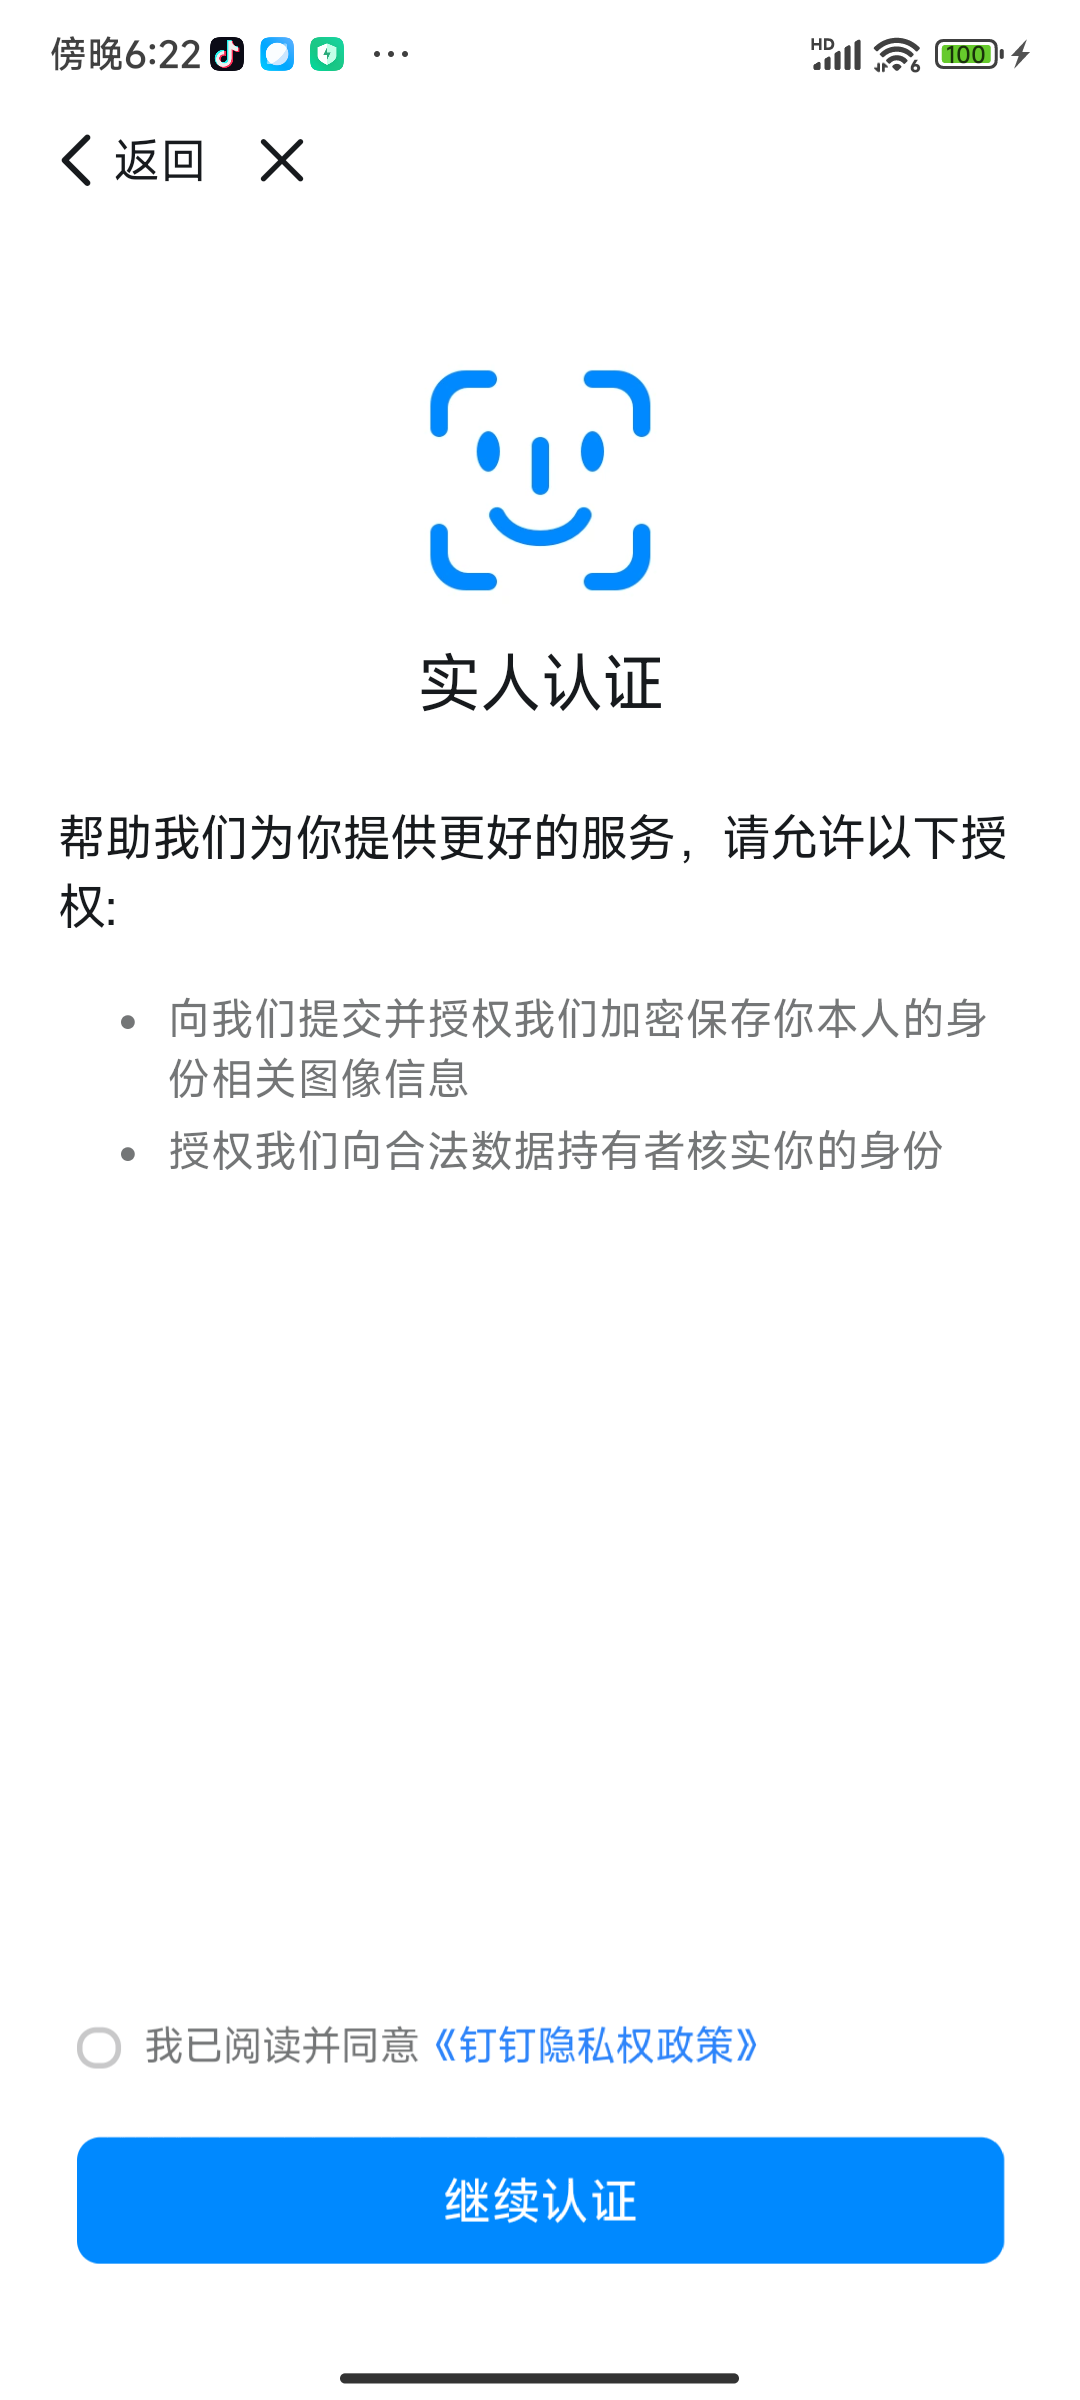 傍晚6:22 ··· HD 6 100
返回
实人认证
帮助我们为你提供更好的服务，请允许以下授
权:
• 向我们提交并授权我们加密保存你本人的身
份相关图像信息
• 授权我们向合法数据持有者核实你的身份
我已阅读并同意《钉钉隐私权政策》
继续认证